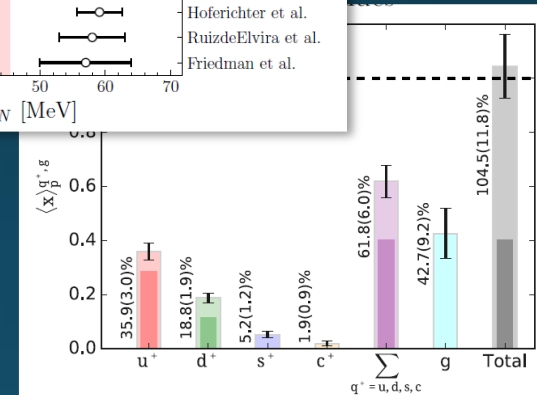 Hoferichter et al.
RuizdeElvira et al.
Friedman et al.
50 60 70
N [MeV]
0.8
0.6
0.4
0.2
0.0
⟨x⟩p^q⁺,g
35.9(3.0)%
18.8(1.9)%
5.2(1.2)%
1.9(0.9)%
61.8(6.0)%
42.7(9.2)%
104.5(11.8)%
u⁺ d⁺ s⁺ c⁺ ∑ g Total
q⁺ = u, d, s, c